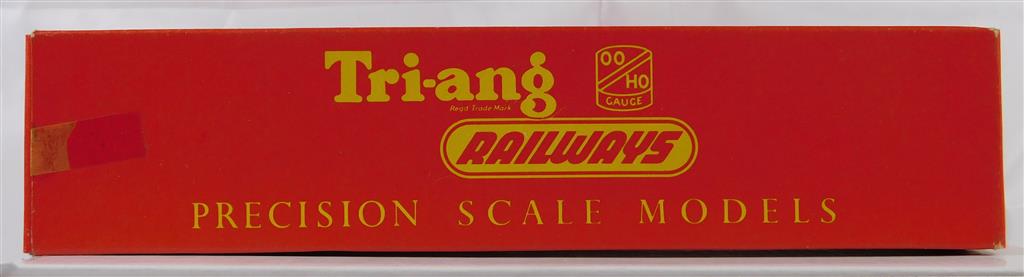 Tri-ang
Regd Trade Mark
OO/HO
GAUGE
RAILWAYS
PRECISION SCALE MODELS